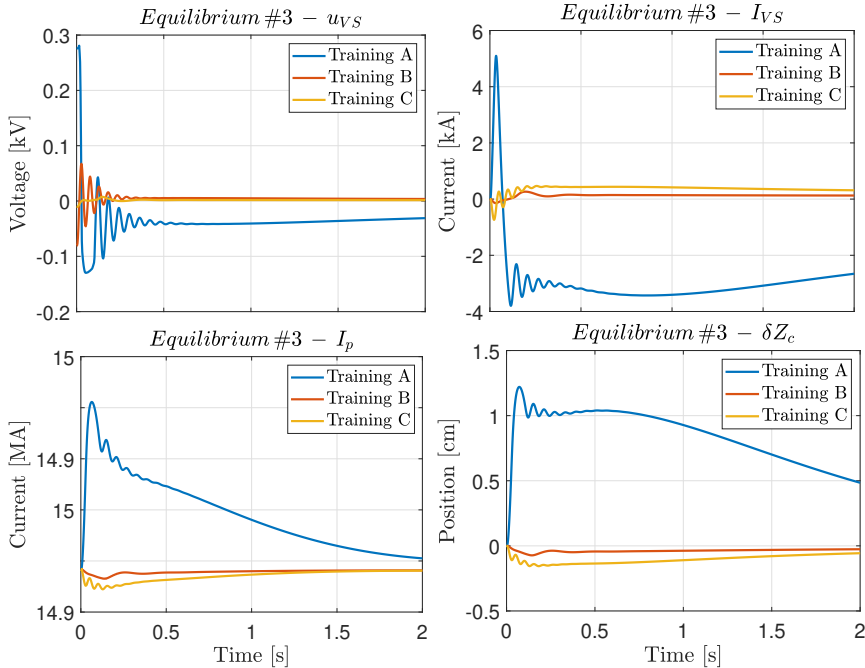 Equilibrium #3 − u_VS
0.3
0.2
0.1
0
-0.1
-0.2
Voltage [kV]
Training A
Training B
Training C
Equilibrium #3 − I_VS
6
4
2
0
-2
-4
Current [kA]
Training A
Training B
Training C
Equilibrium #3 − I_p
15
14.9
15
14.9
Current [MA]
Training A
Training B
Training C
0 0.5 1 1.5 2
Time [s]
Equilibrium #3 − δZ_c
1.5
1
0.5
0
-0.5
Position [cm]
Training A
Training B
Training C
0 0.5 1 1.5 2
Time [s]